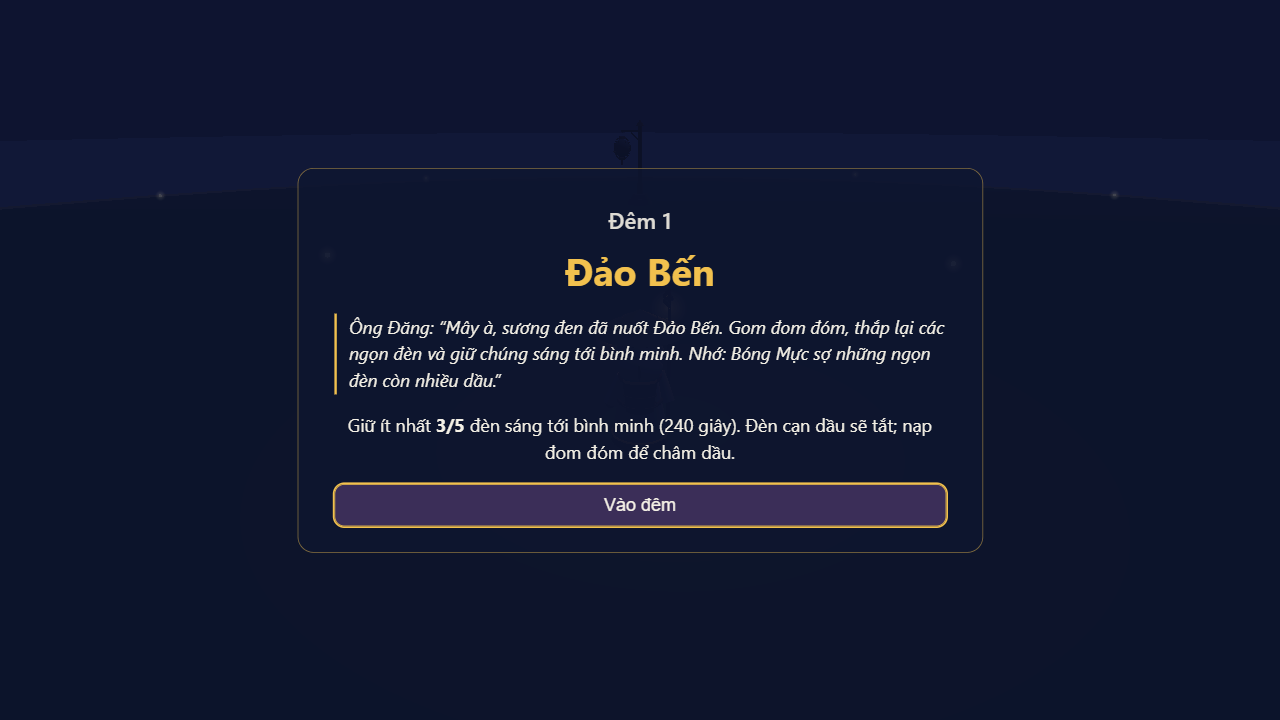 Đêm 1
Đảo Bến
Ông Đăng: “Mây à, sương đen đã nuốt Đảo Bến. Gom đom đóm, thắp lại các
ngọn đèn và giữ chúng sáng tới bình minh. Nhớ: Bóng Mực sợ những ngọn
đèn còn nhiều dầu.”
Giữ ít nhất 3/5 đèn sáng tới bình minh (240 giây). Đèn cạn dầu sẽ tắt; nạp
đom đóm để châm dầu.
Vào đêm